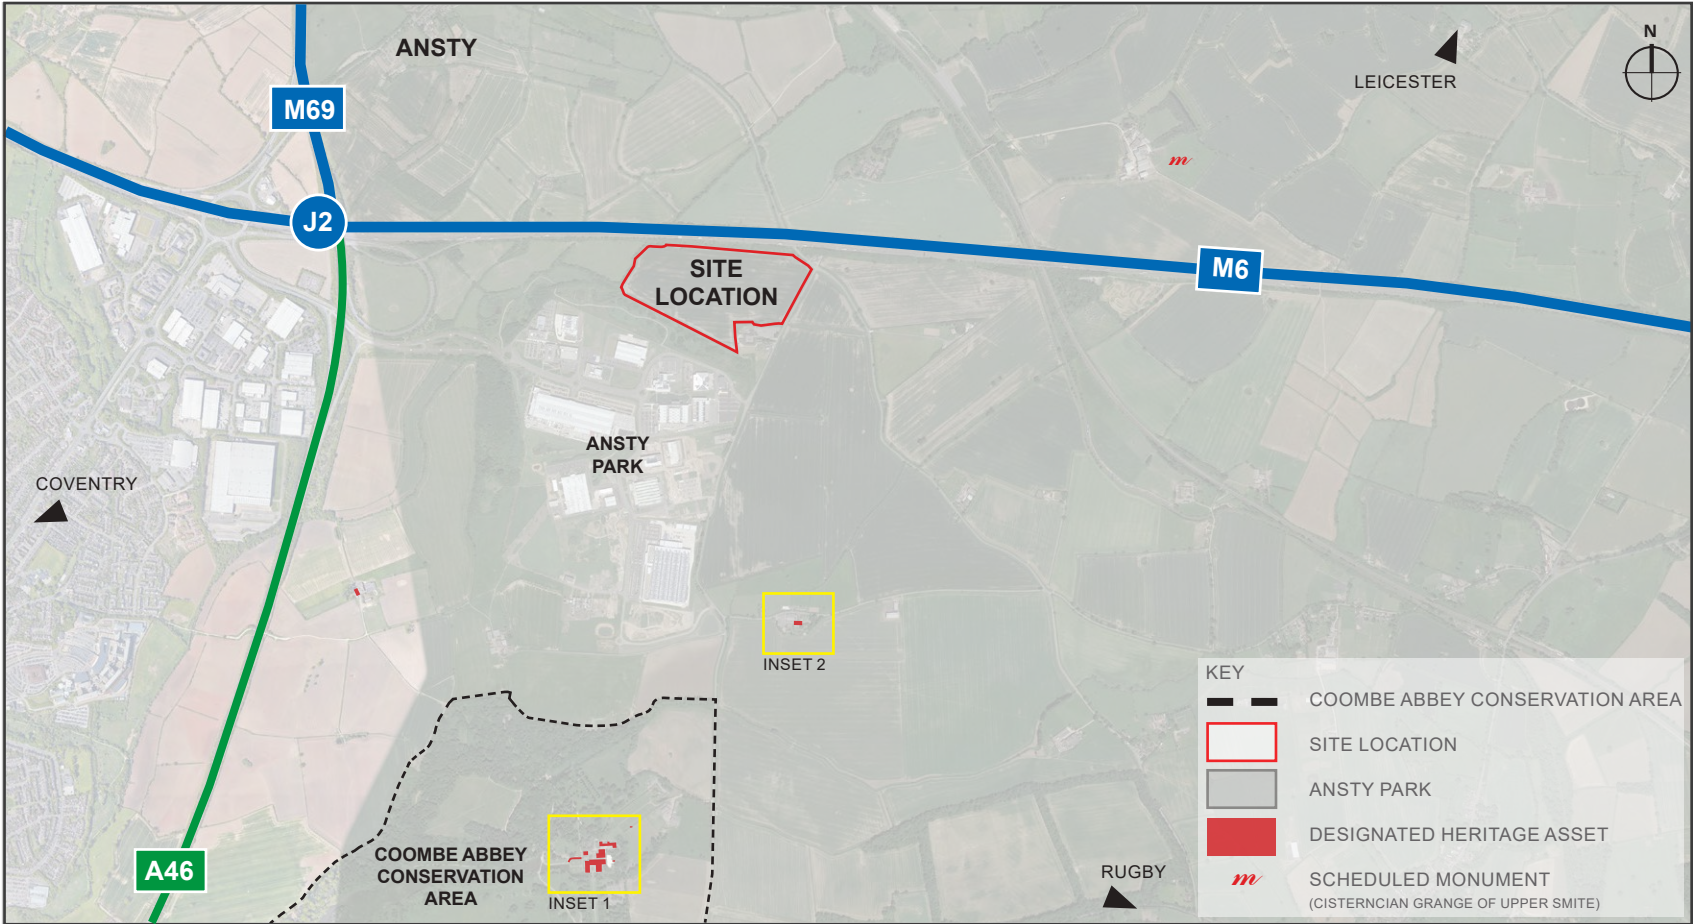 ANSTY
N
M69
LEICESTER
J2
SITE
LOCATION
M6
ANSTY
PARK
COVENTRY
INSET 2
COOMBE ABBEY
CONSERVATION
AREA
INSET 1
A46
RUGBY
KEY
COOMBE ABBEY CONSERVATION AREA
SITE LOCATION
ANSTY PARK
DESIGNATED HERITAGE ASSET
m
m
SCHEDULED MONUMENT
(CISTERNCIAN GRANGE OF UPPER SMITE)